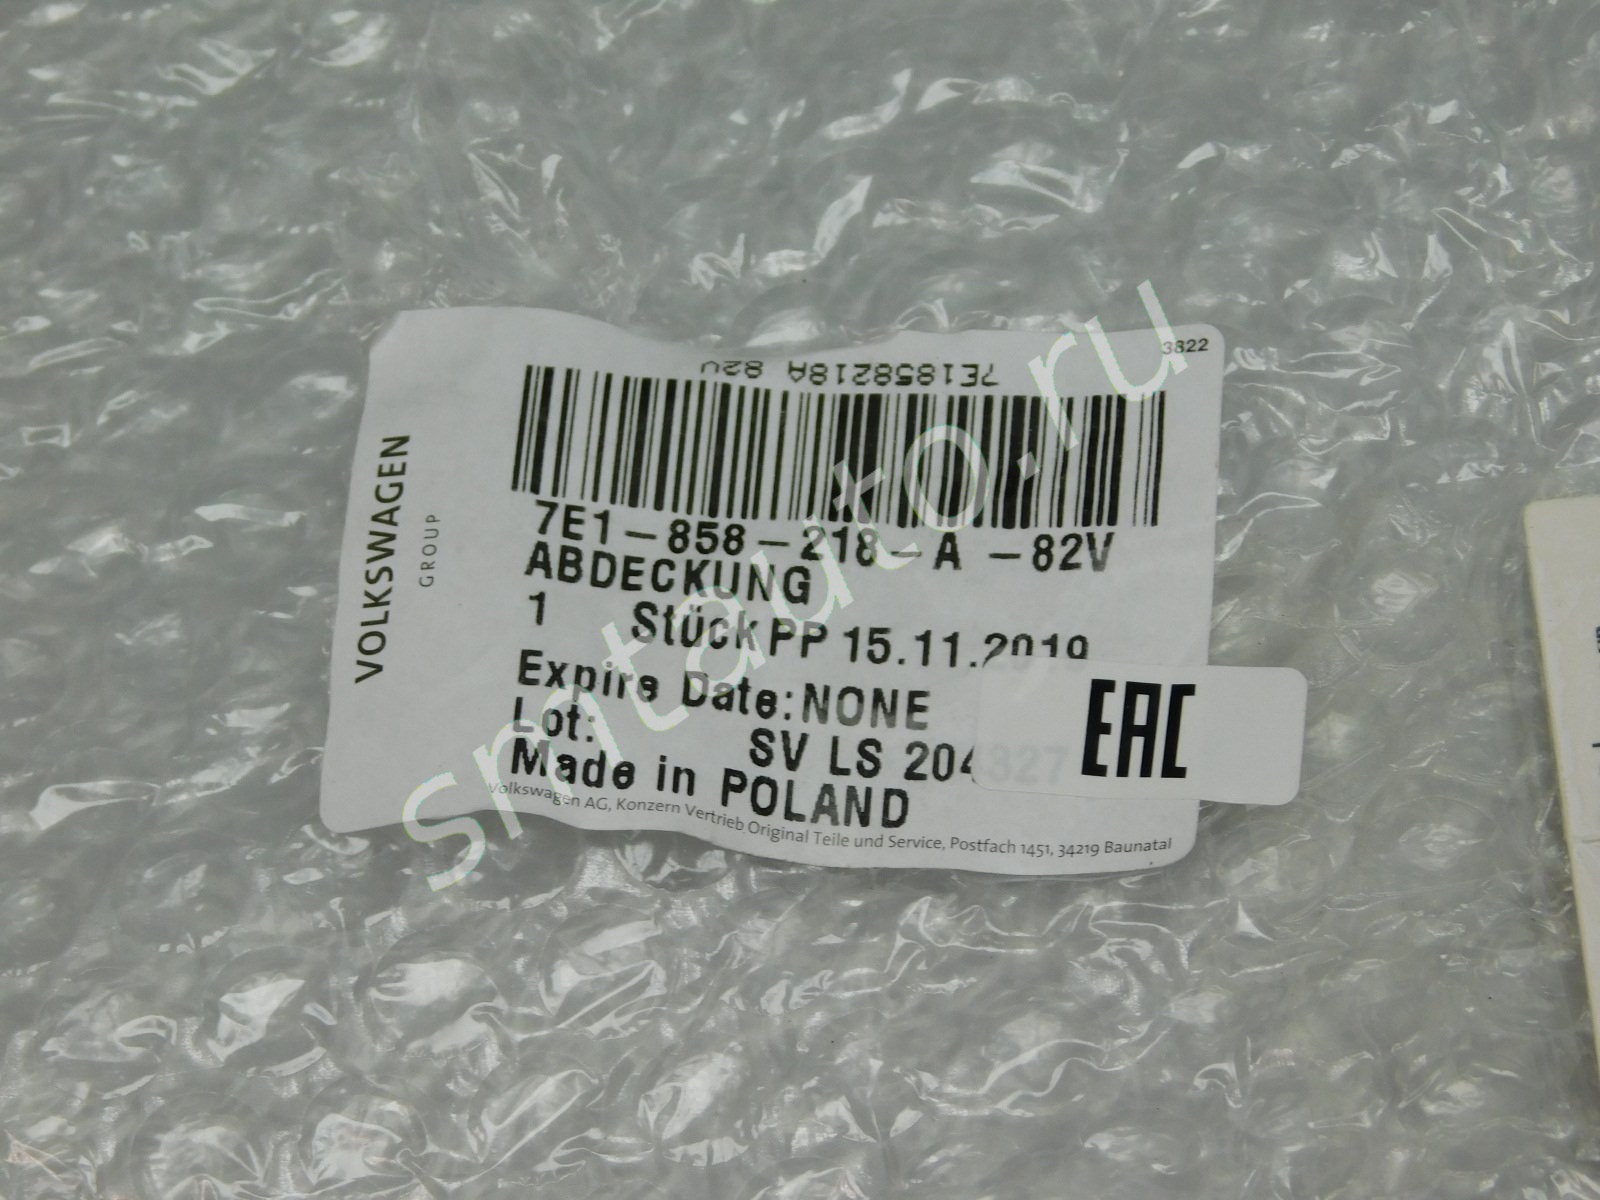 3822
7E1858218A 82V
VOLKSWAGEN
GROUP
7E1-858-218-A -82V
ABDECKUNG
1 Stück PP 15.11.2019
Expire Date:NONE
Lot:
SV LS 204827
Made in POLAND
EAC
Volkswagen AG, Konzern Vertrieb Original Teile und Service, Postfach 1451, 34219 Baunatal
smtauto.ru